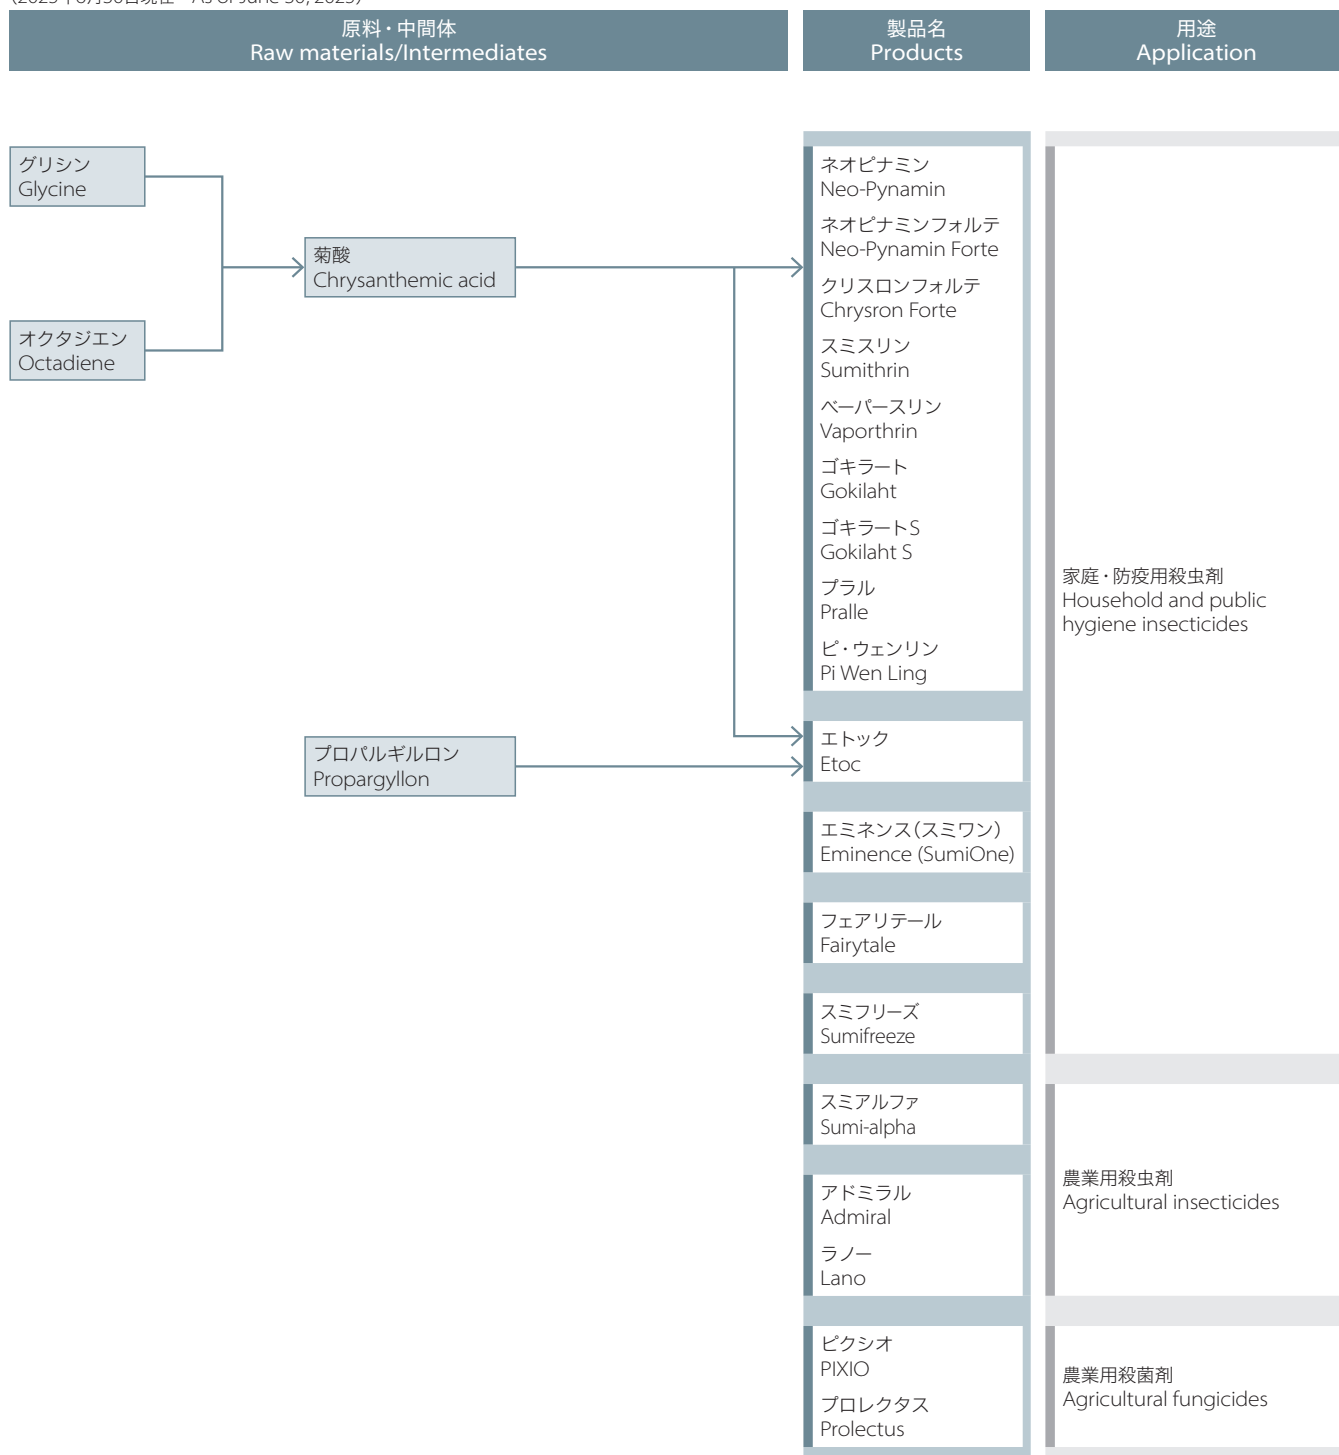 原料・中間体
Raw materials/Intermediates
製品名
Products
用途
Application
グリシン
Glycine
オクタジエン
Octadiene
菊酸
Chrysanthemic acid
プロパルギルロン
Propargyllon
ネオピナミン
Neo-Pynamin
ネオピナミンフォルテ
Neo-Pynamin Forte
クリスロンフォルテ
Chrysron Forte
スミスリン
Sumithrin
ベーパースリン
Vaporthrin
ゴキラート
Gokilaht
ゴキラートS
Gokilaht S
プラル
Pralle
ピ・ウェンリン
Pi Wen Ling
エトック
Etoc
エミネンス（スミワン）
Eminence (SumiOne)
フェアリテール
Fairytale
スミフリーズ
Sumifreeze
家庭・防疫用殺虫剤
Household and public
hygiene insecticides
スミアルファ
Sumi-alpha
アドミラル
Admiral
ラノー
Lano
農業用殺虫剤
Agricultural insecticides
ピクシオ
PIXIO
プロレクタス
Prolectus
農業用殺菌剤
Agricultural fungicides